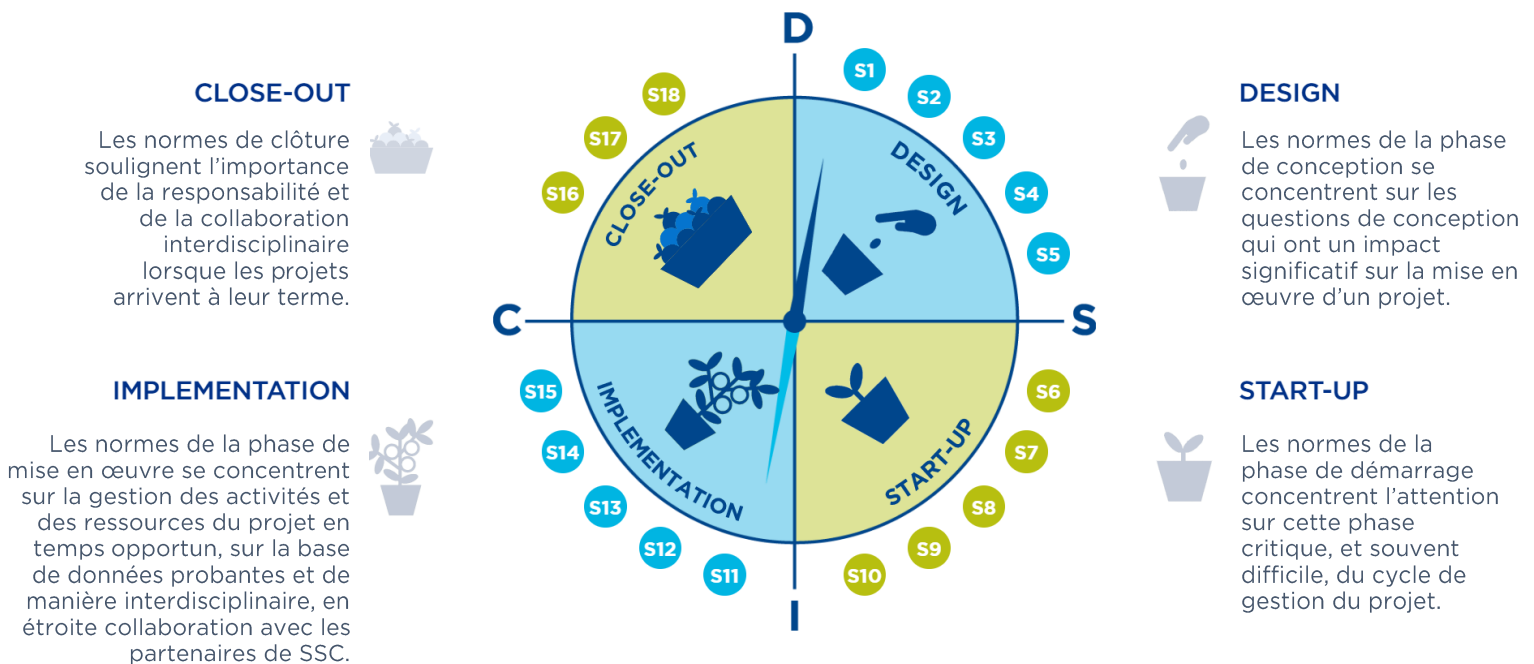 D
CLOSE-OUT
Les normes de clôture
soulignent l’importance
de la responsabilité et
de la collaboration
interdisciplinaire
lorsque les projets
arrivent à leur terme.
IMPLEMENTATION
Les normes de la phase de
mise en œuvre se concentrent
sur la gestion des activités et
des ressources du projet en
temps opportun, sur la base
de données probantes et de
manière interdisciplinaire, en
étroite collaboration avec les
partenaires de SSC.
S18
S17
S16
CLOSE-OUT
C
S15
S14
S13
S12
S11
IMPLEMENTATION
S1
S2
S3
S4
S5
DESIGN
S
S6
S7
S8
S9
S10
START-UP
I
DESIGN
Les normes de la phase
de conception se
concentrent sur les
questions de conception
qui ont un impact
significatif sur la mise en
œuvre d’un projet.
START-UP
Les normes de la
phase de démarrage
concentrent l’attention
sur cette phase
critique, et souvent
difficile, du cycle de
gestion du projet.